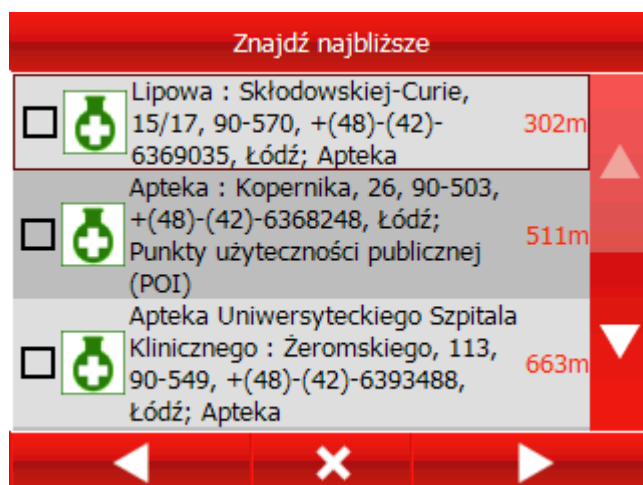 Znajdź najbliższe
Lipowa : Skłodowskiej-Curie,
15/17, 90-570, +(48)-(42)-
6369035, Łódź; Apteka
302m
Apteka : Kopernika, 26, 90-503,
+(48)-(42)-6368248, Łódź;
Punkty użyteczności publicznej
(POI)
511m
Apteka Uniwersyteckiego Szpitala
Klinicznego : Żeromskiego, 113,
90-549, +(48)-(42)-6393488,
Łódź; Apteka
663m